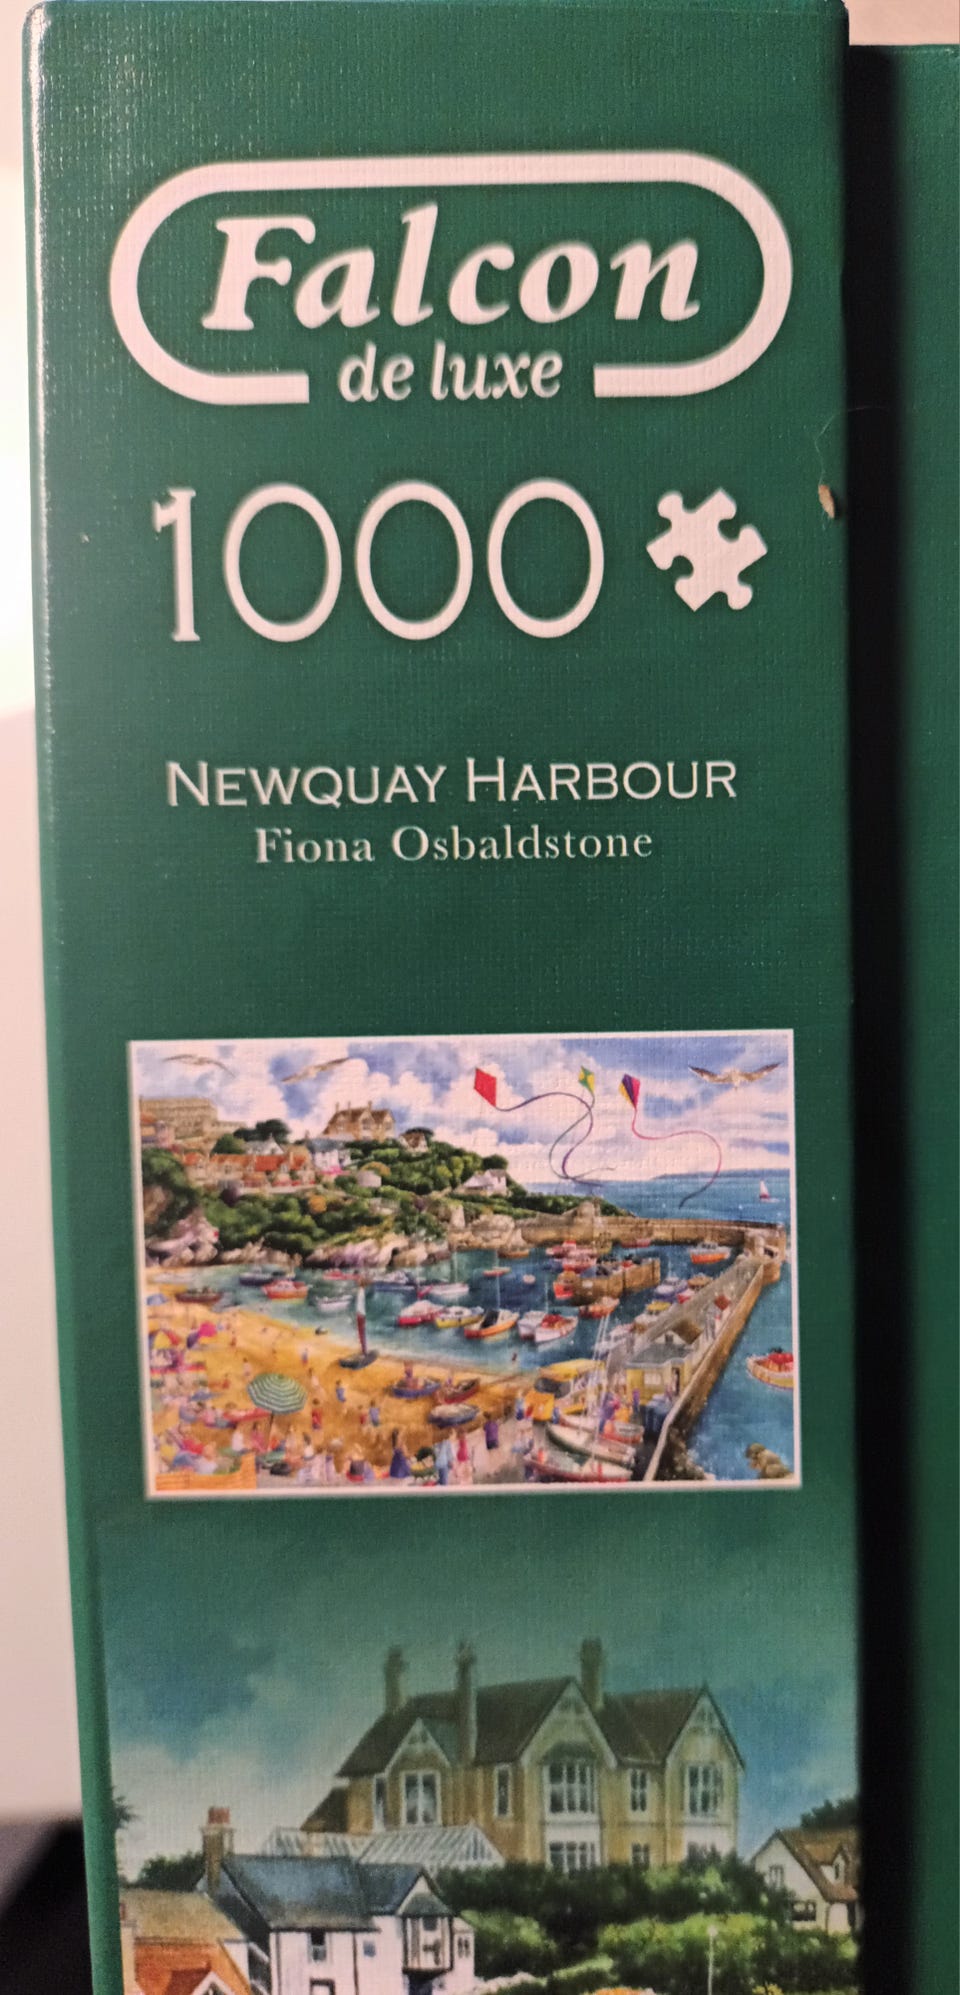 Falcon
de luxe
1000
NEWQUAY HARBOUR
Fiona Osbaldstone